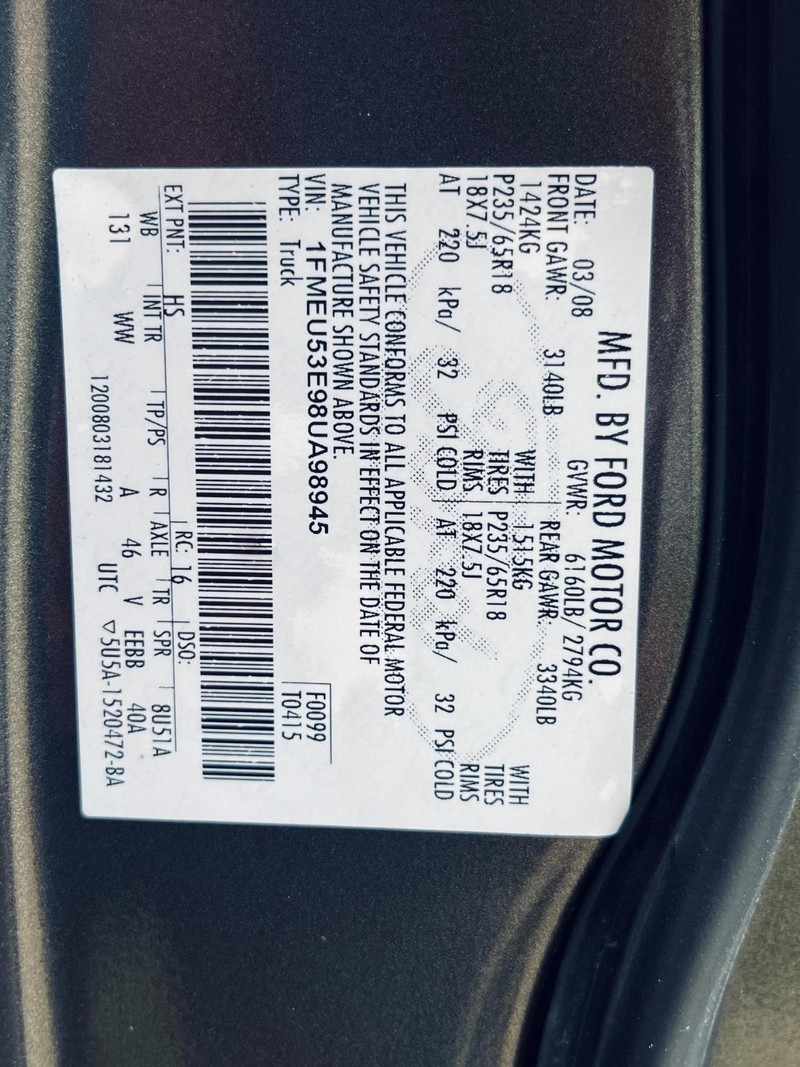 MFD. BY FORD MOTOR CO.
DATE: 03/08 GVWR: 6160LB/ 2794KG
FRONT GAWR: 3140LB REAR GAWR: 3340LB
1424KG WITH 1515KG WITH
P235/65R18 TIRES P235/65R18 TIRES
18X7.5J RIMS 18X7.5J RIMS
AT 220 kPa/ 32 PSI COLD AT 220 kPa/ 32 PSI COLD
THIS VEHICLE CONFORMS TO ALL APPLICABLE FEDERAL MOTOR
VEHICLE SAFETY STANDARDS IN EFFECT ON THE DATE OF
MANUFACTURE SHOWN ABOVE.
VIN: 1FMEU53E98UA98945 F0099
TYPE: Truck T0415
EXT PNT: HS RC: 16 DSO:
WB INT TR TP/PS R AXLE TR SPR 8U51A
131 WW A 46 V EEBB 40A
1200803181432 UTC ▽5U5A-1520472-BA